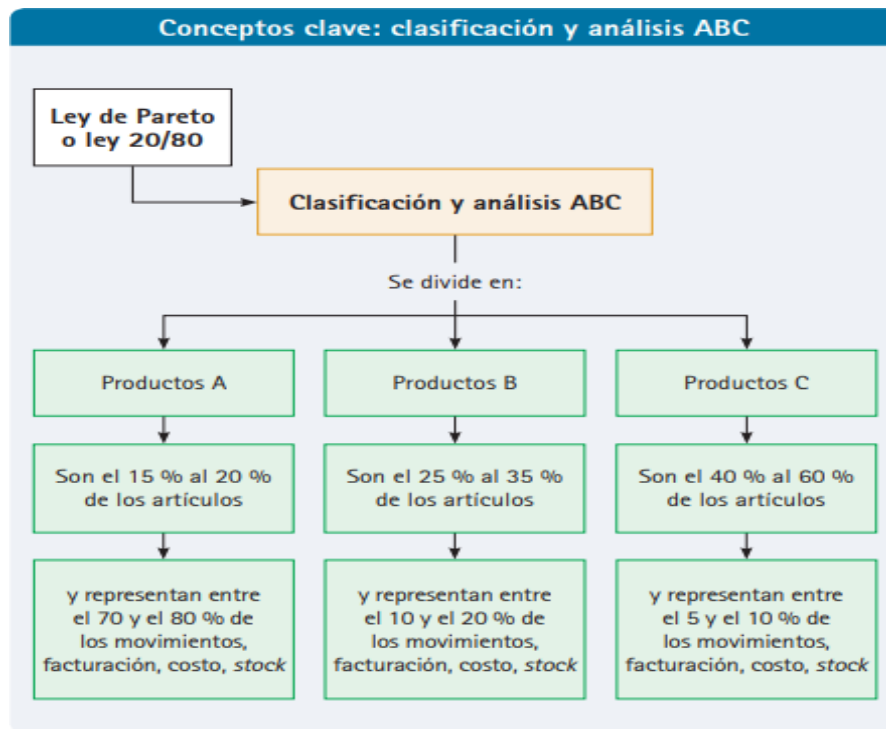 Conceptos clave: clasificación y análisis ABC
Ley de Pareto
o ley 20/80
Clasificación y análisis ABC
Se divide en:
Productos A
Productos B
Productos C
Son el 15 % al 20 %
de los artículos
Son el 25 % al 35 %
de los artículos
Son el 40 % al 60 %
de los artículos
y representan entre
el 70 y el 80 % de
los movimientos,
facturación, costo, stock
y representan entre
el 10 y el 20 % de
los movimientos,
facturación, costo, stock
y representan entre
el 5 y el 10 % de
los movimientos,
facturación, costo, stock